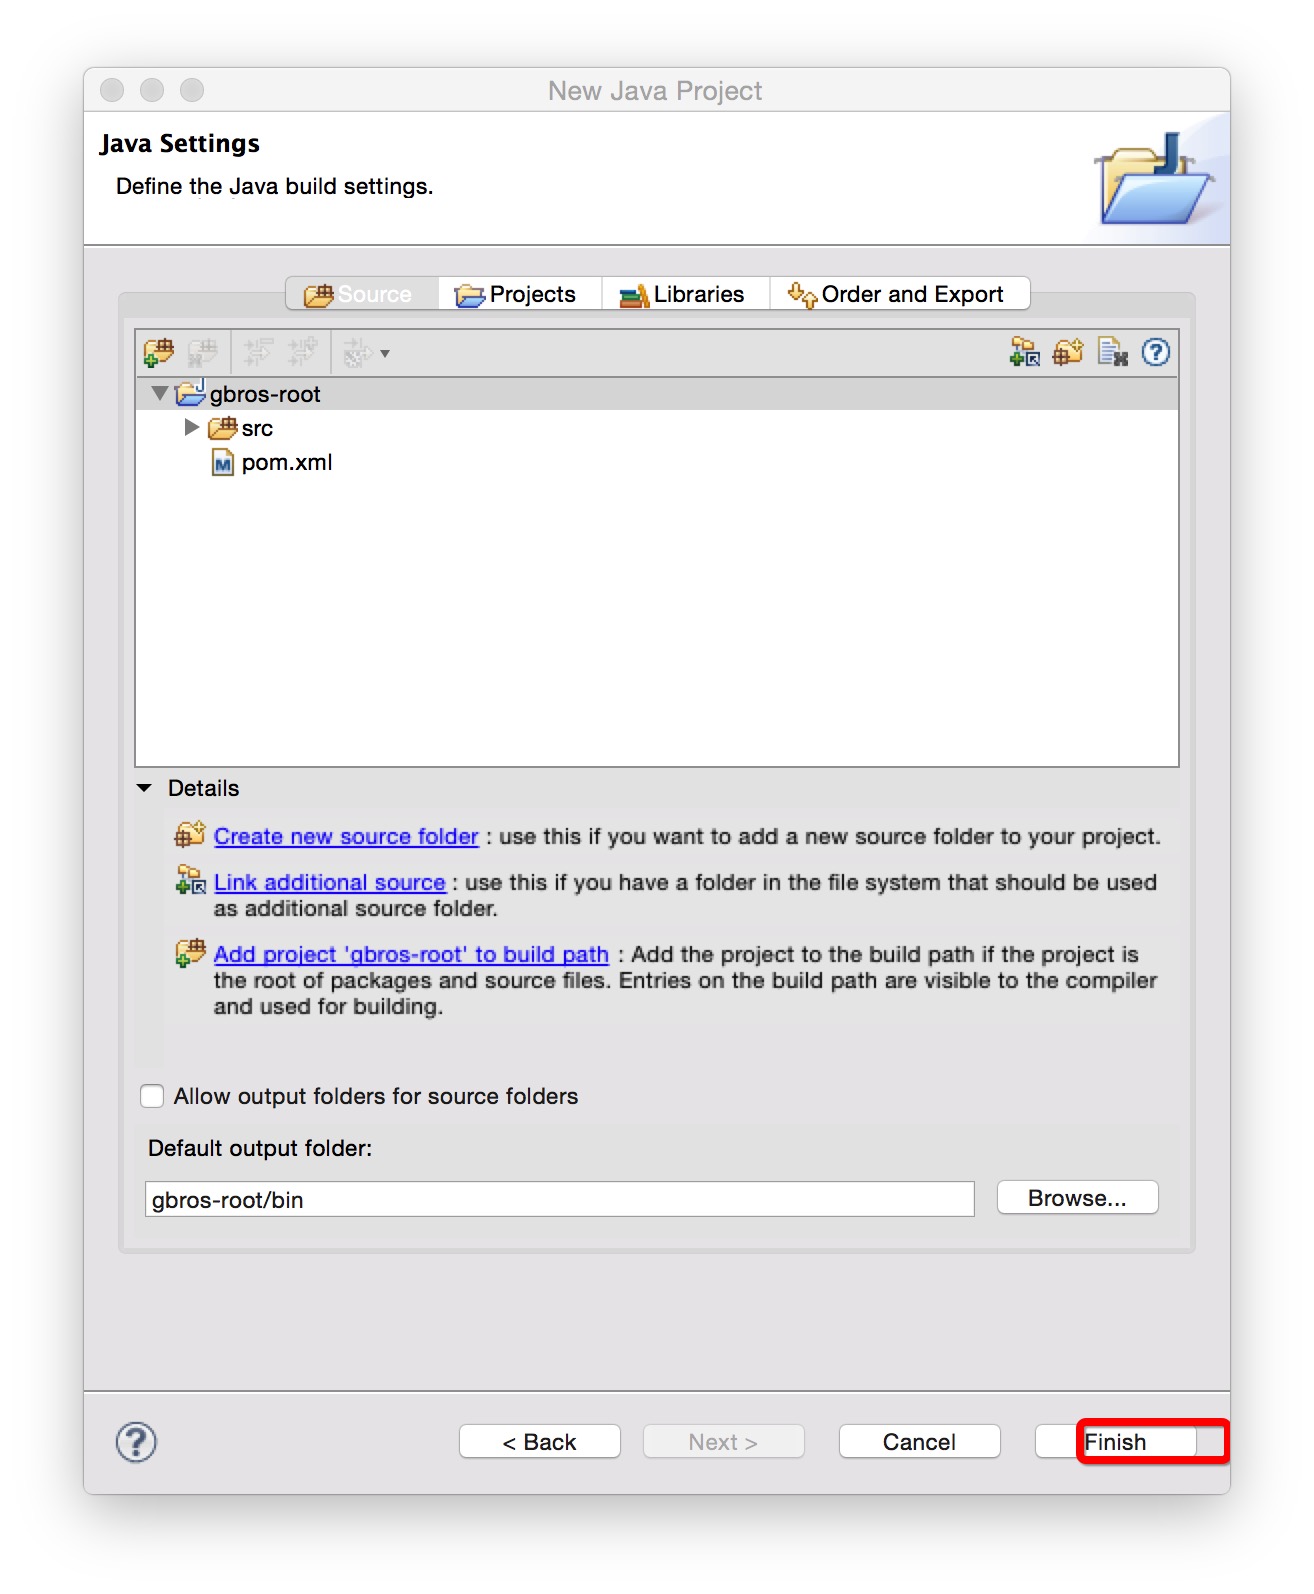 New Java Project
Java Settings
Define the Java build settings.
Source Projects Libraries Order and Export
gbros-root
src
pom.xml
Details
Create new source folder : use this if you want to add a new source folder to your project.
Link additional source : use this if you have a folder in the file system that should be used
as additional source folder.
Add project 'gbros-root' to build path : Add the project to the build path if the project is
the root of packages and source files. Entries on the build path are visible to the compiler
and used for building.
Allow output folders for source folders
Default output folder:
gbros-root/bin
Browse...
< Back Next > Cancel Finish